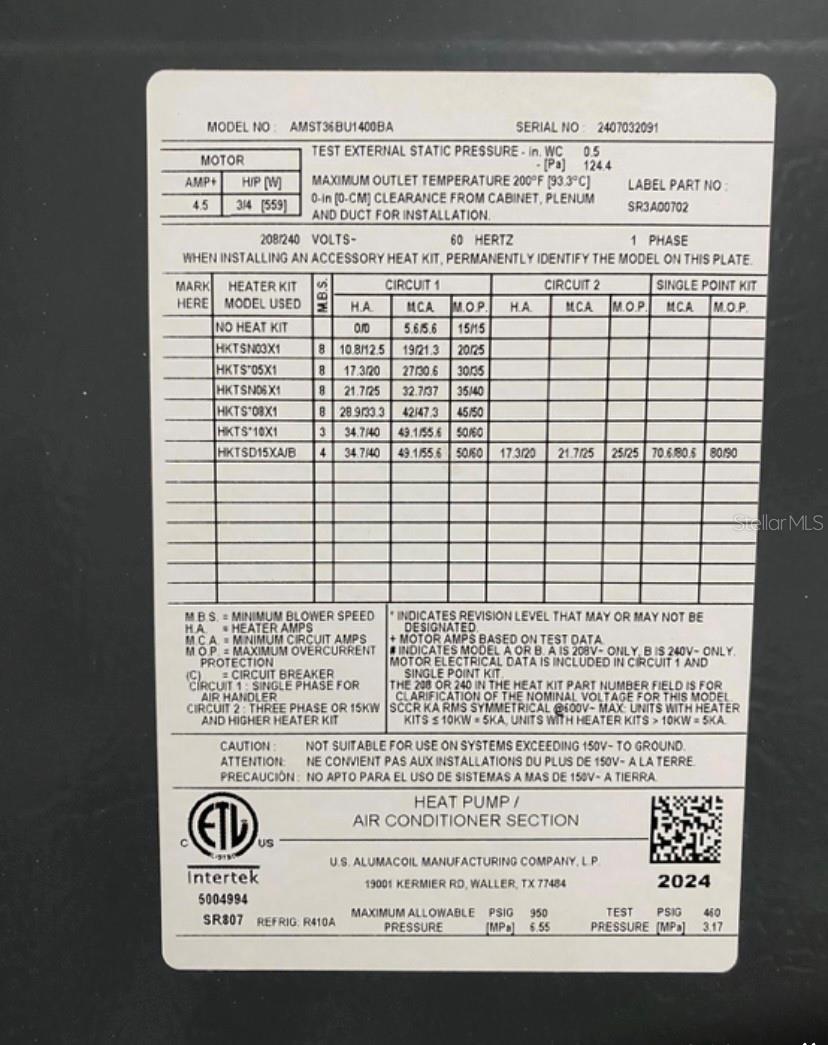 MODEL NO : AMST36BU1400BA SERIAL NO : 2407032091
MOTOR
AMP+ H/P [W]
4.5 3/4 [559]
TEST EXTERNAL STATIC PRESSURE - in. WC 0.5
- [Pa] 124.4
MAXIMUM OUTLET TEMPERATURE 200°F [93.3°C]
0-in [0-CM] CLEARANCE FROM CABINET, PLENUM
AND DUCT FOR INSTALLATION.
LABEL PART NO :
SR3A00702
208/240 VOLTS~ 60 HERTZ 1 PHASE
WHEN INSTALLING AN ACCESSORY HEAT KIT, PERMANENTLY IDENTIFY THE MODEL ON THIS PLATE.
MARK HERE HEATER KIT MODEL USED M.B.S. CIRCUIT 1 CIRCUIT 2 SINGLE POINT KIT
H.A. M.C.A. M.O.P. H.A. M.C.A. M.O.P. M.C.A. M.O.P.
NO HEAT KIT 0/0 5.6/5.6 15/15
HKTSN03X1 8 10.8/12.5 19/21.3 20/25
HKTS*05X1 8 17.3/20 27/30.6 30/35
HKTSN06X1 8 21.7/25 32.7/37 35/40
HKTS*08X1 8 28.9/33.3 42/47.3 45/50
HKTS*10X1 3 34.7/40 49.1/55.6 50/60
HKTSD15XA/B 4 34.7/40 49.1/55.6 50/60 17.3/20 21.7/25 25/25 70.6/80.6 80/90
M.B.S. = MINIMUM BLOWER SPEED
H.A. = HEATER AMPS
M.C.A. = MINIMUM CIRCUIT AMPS
M.O.P. = MAXIMUM OVERCURRENT
PROTECTION
(C) = CIRCUIT BREAKER
CIRCUIT 1 : SINGLE PHASE FOR
AIR HANDLER
CIRCUIT 2 : THREE PHASE OR 15KW
AND HIGHER HEATER KIT
* INDICATES REVISION LEVEL THAT MAY OR MAY NOT BE
DESIGNATED.
+ MOTOR AMPS BASED ON TEST DATA.
# INDICATES MODEL A OR B. A IS 208V~ ONLY, B IS 240V~ ONLY.
MOTOR ELECTRICAL DATA IS INCLUDED IN CIRCUIT 1 AND
SINGLE POINT KIT.
THE 208 OR 240 IN THE HEAT KIT PART NUMBER FIELD IS FOR
CLARIFICATION OF THE NOMINAL VOLTAGE FOR THIS MODEL
SCCR KA RMS SYMMETRICAL @600V~ MAX: UNITS WITH HEATER
KITS ≤ 10KW = 5KA, UNITS WITH HEATER KITS > 10KW = 5KA.
CAUTION : NOT SUITABLE FOR USE ON SYSTEMS EXCEEDING 150V~ TO GROUND.
ATTENTION: NE CONVIENT PAS AUX INSTALLATIONS DU PLUS DE 150V~ A LA TERRE.
PRECAUCIÓN : NO APTO PARA EL USO DE SISTEMAS A MAS DE 150V~ A TIERRA.
HEAT PUMP /
AIR CONDITIONER SECTION
C ETL US
Intertek
5004994
SR807
U.S. ALUMACOIL MANUFACTURING COMPANY, L.P.
19001 KERMIER RD, WALLER, TX 77484
2024
REFRIG: R410A MAXIMUM ALLOWABLE PRESSURE PSIG 950 [MPa] 6.55 TEST PRESSURE PSIG 460 [MPa] 3.17
StellarMLS